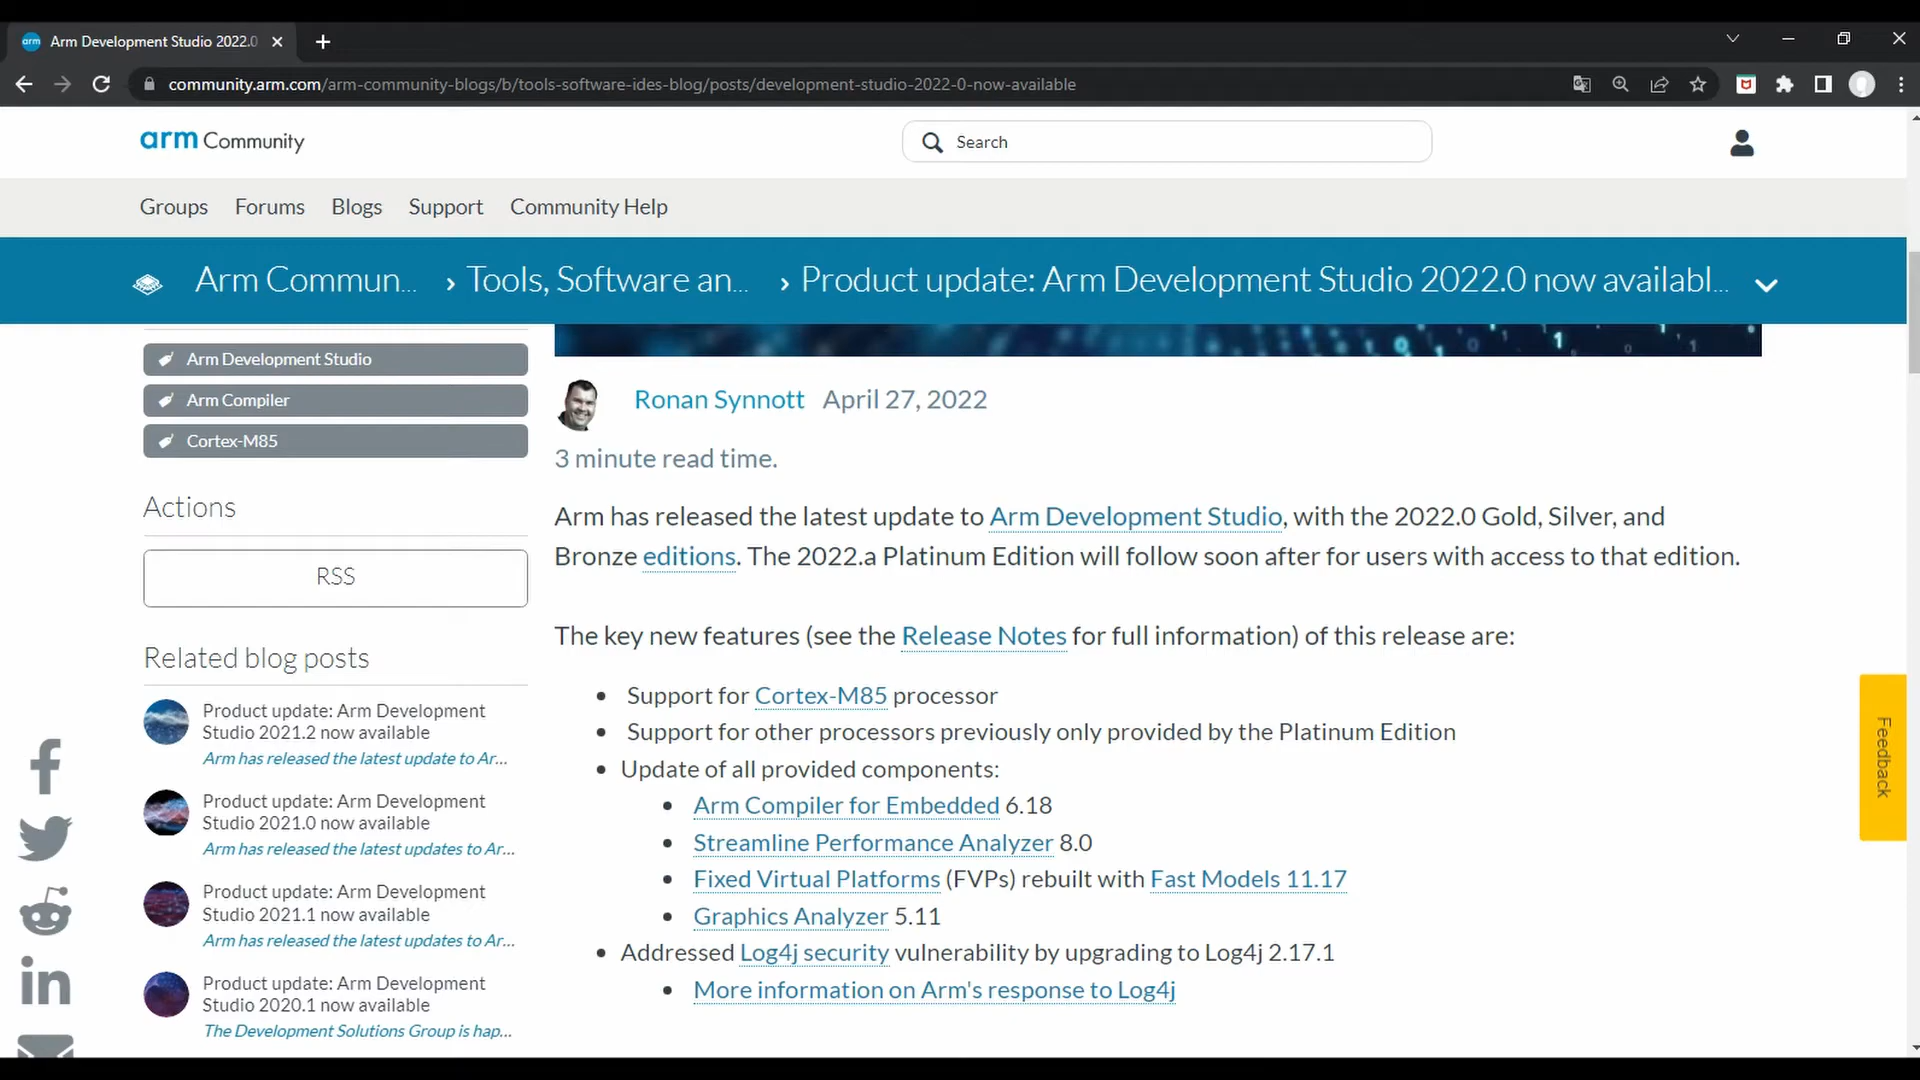 arm Arm Development Studio 2022.0
community.arm.com/arm-community-blogs/b/tools-software-ides-blog/posts/development-studio-2022-0-now-available
arm Community
Search
Groups Forums Blogs Support Community Help
Arm Commun... › Tools, Software an... › Product update: Arm Development Studio 2022.0 now availabl...
Arm Development Studio
Arm Compiler
Cortex-M85
Actions
RSS
Related blog posts
Product update: Arm Development
Studio 2021.2 now available
Arm has released the latest update to Ar...
Product update: Arm Development
Studio 2021.0 now available
Arm has released the latest updates to Ar...
Product update: Arm Development
Studio 2021.1 now available
Arm has released the latest updates to Ar...
Product update: Arm Development
Studio 2020.1 now available
The Development Solutions Group is hap...
Ronan Synnott April 27, 2022
3 minute read time.
Arm has released the latest update to Arm Development Studio, with the 2022.0 Gold, Silver, and
Bronze editions. The 2022.a Platinum Edition will follow soon after for users with access to that edition.
The key new features (see the Release Notes for full information) of this release are:
• Support for Cortex-M85 processor
• Support for other processors previously only provided by the Platinum Edition
• Update of all provided components:
• Arm Compiler for Embedded 6.18
• Streamline Performance Analyzer 8.0
• Fixed Virtual Platforms (FVPs) rebuilt with Fast Models 11.17
• Graphics Analyzer 5.11
• Addressed Log4j security vulnerability by upgrading to Log4j 2.17.1
• More information on Arm's response to Log4j
Feedback